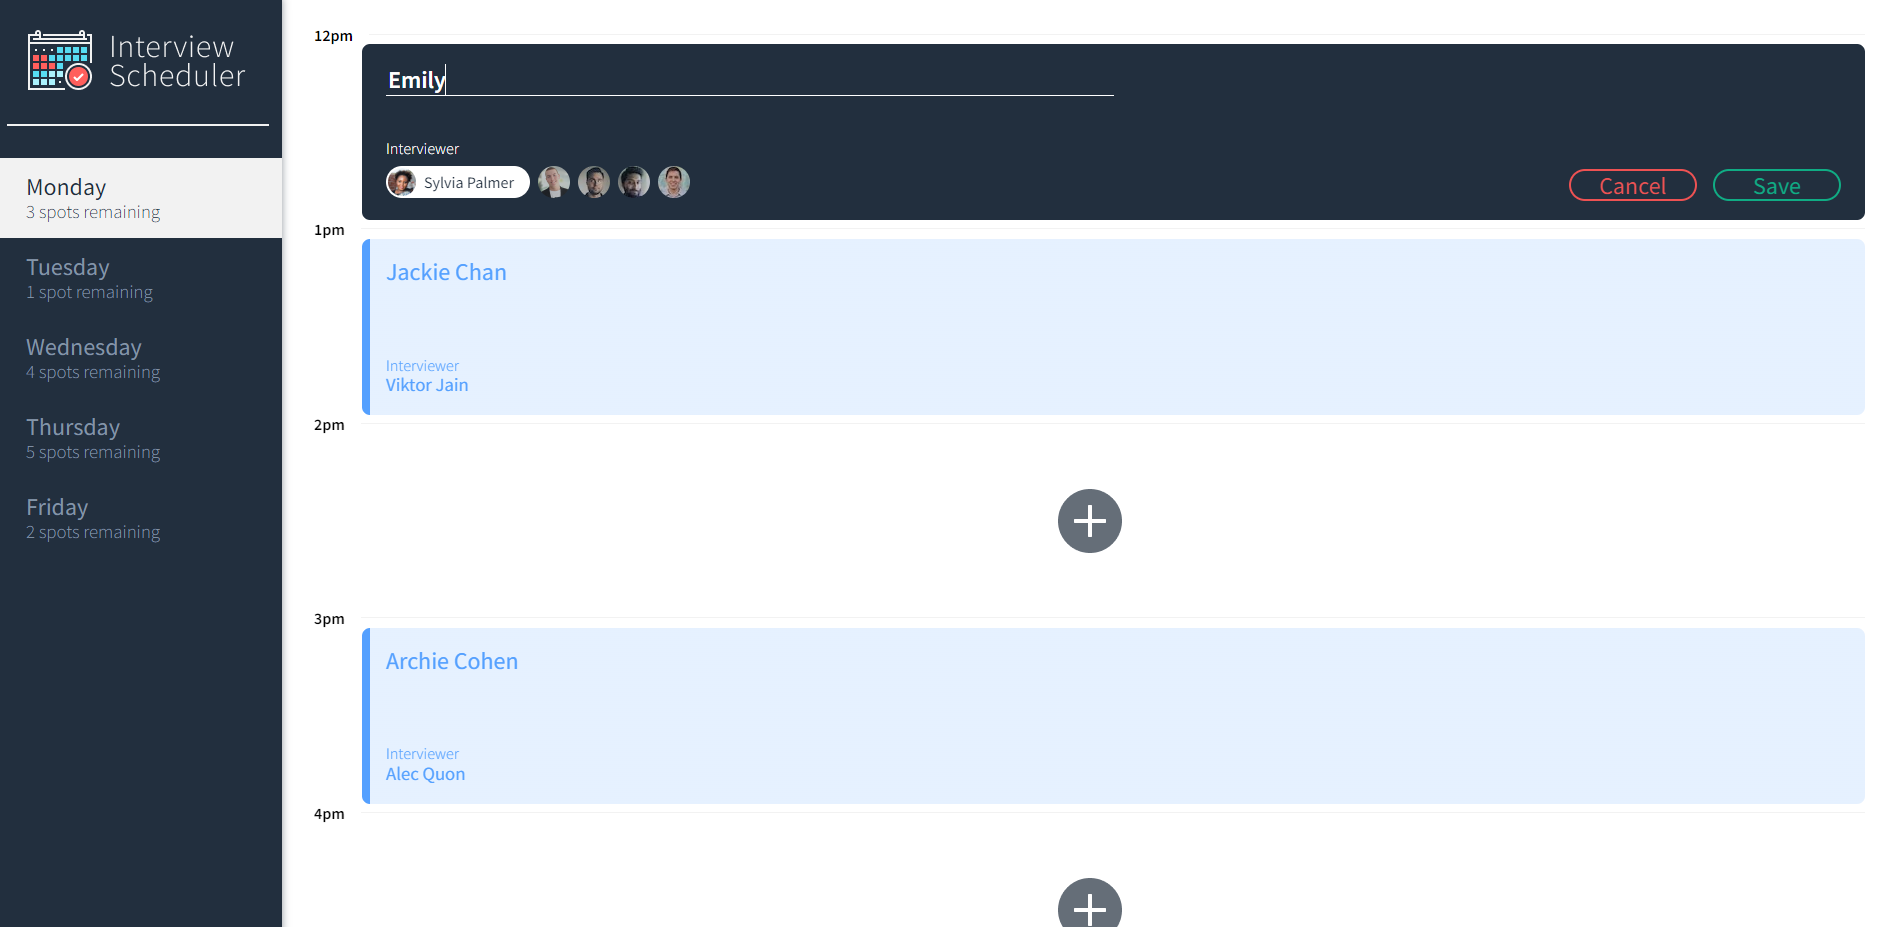 Interview
Scheduler
Monday
3 spots remaining
Tuesday
1 spot remaining
Wednesday
4 spots remaining
Thursday
5 spots remaining
Friday
2 spots remaining
12pm
Emily
Interviewer
Sylvia Palmer
Cancel
Save
1pm
Jackie Chan
Interviewer
Viktor Jain
2pm
3pm
Archie Cohen
Interviewer
Alec Quon
4pm